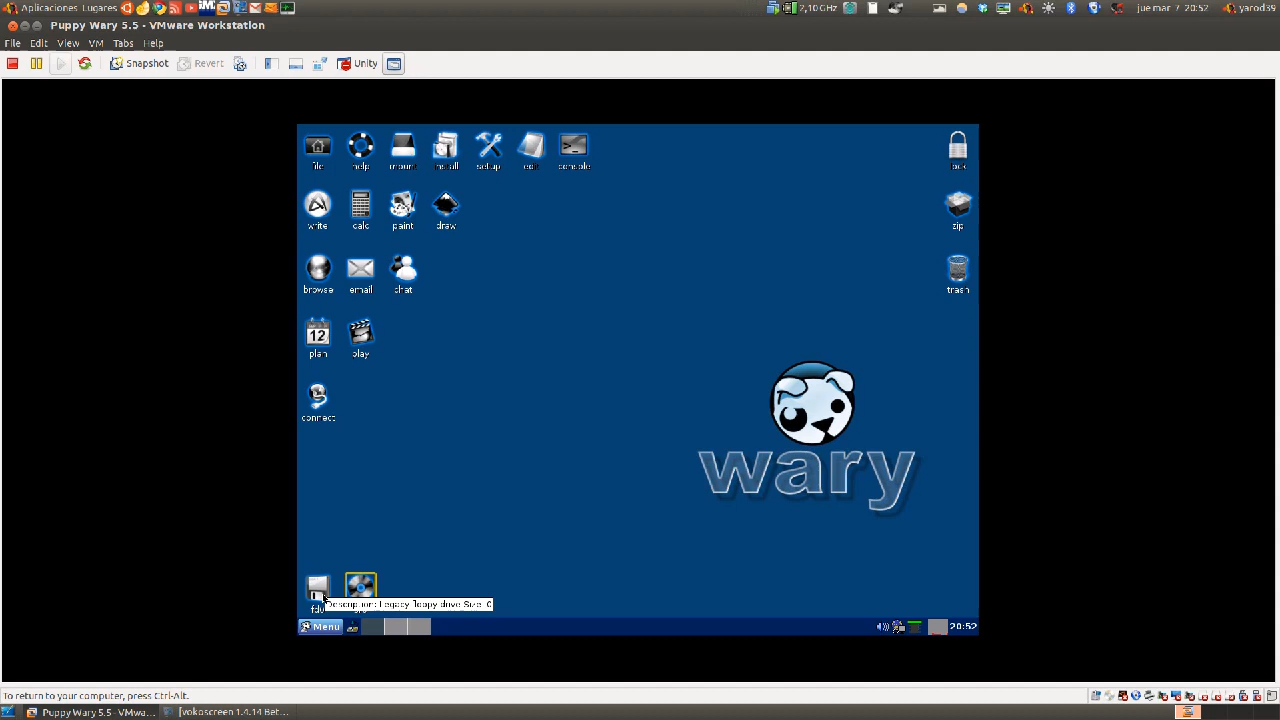 Aplicaciones Lugares
2,10 GHz
jue mar 7 20:52
yarod39
Puppy Wary 5.5 - VMware Workstation
File Edit View VM Tabs Help
Snapshot Revert Unity
file help mount install setup edit console lock
write calc paint draw zip
12
browse email chat trash
plan play
connect
wary
Description: Legacy floppy drive Size: 0
fd0
Menu 20:52
To return to your computer, press Ctrl-Alt.
Puppy Wary 5.5 - VMwa... [vokoscreen 1.4.14 Bet...